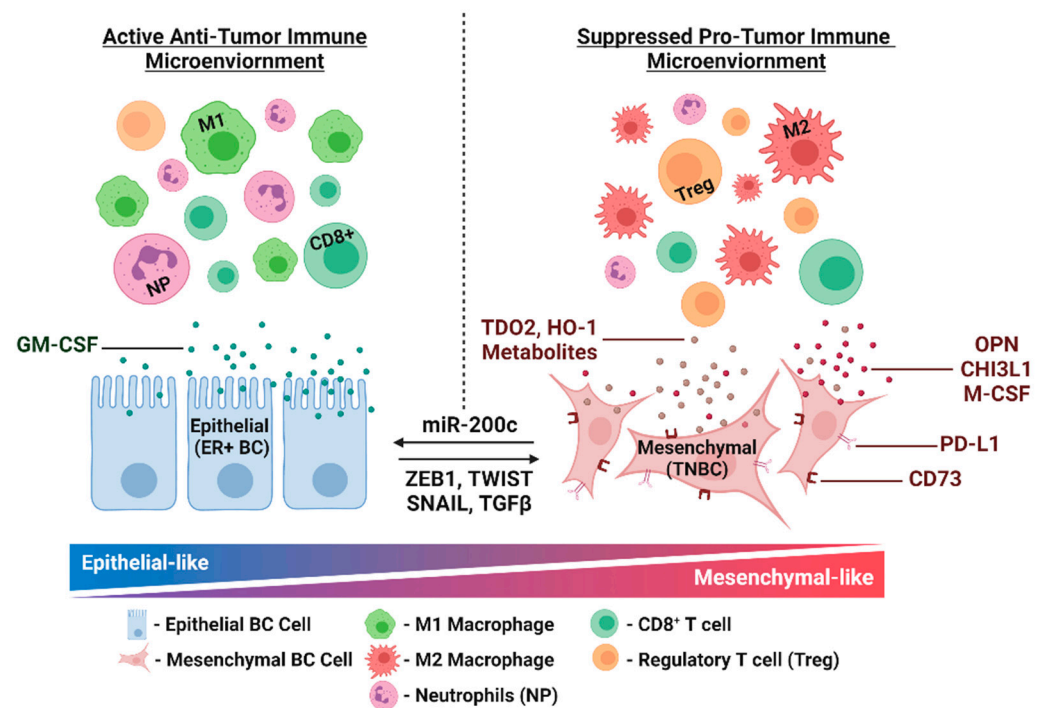 Active Anti-Tumor Immune
Microenviornment
Suppressed Pro-Tumor Immune
Microenviornment
M1
CD8+
NP
M2
Treg
GM-CSF
TDO2, HO-1
Metabolites
OPN
CHI3L1
M-CSF
PD-L1
CD73
Epithelial
(ER+ BC)
miR-200c
ZEB1, TWIST
SNAIL, TGFβ
Mesenchymal
(TNBC)
Epithelial-like
Mesenchymal-like
- Epithelial BC Cell
- Mesenchymal BC Cell
- M1 Macrophage
- M2 Macrophage
- Neutrophils (NP)
- CD8⁺ T cell
- Regulatory T cell (Treg)